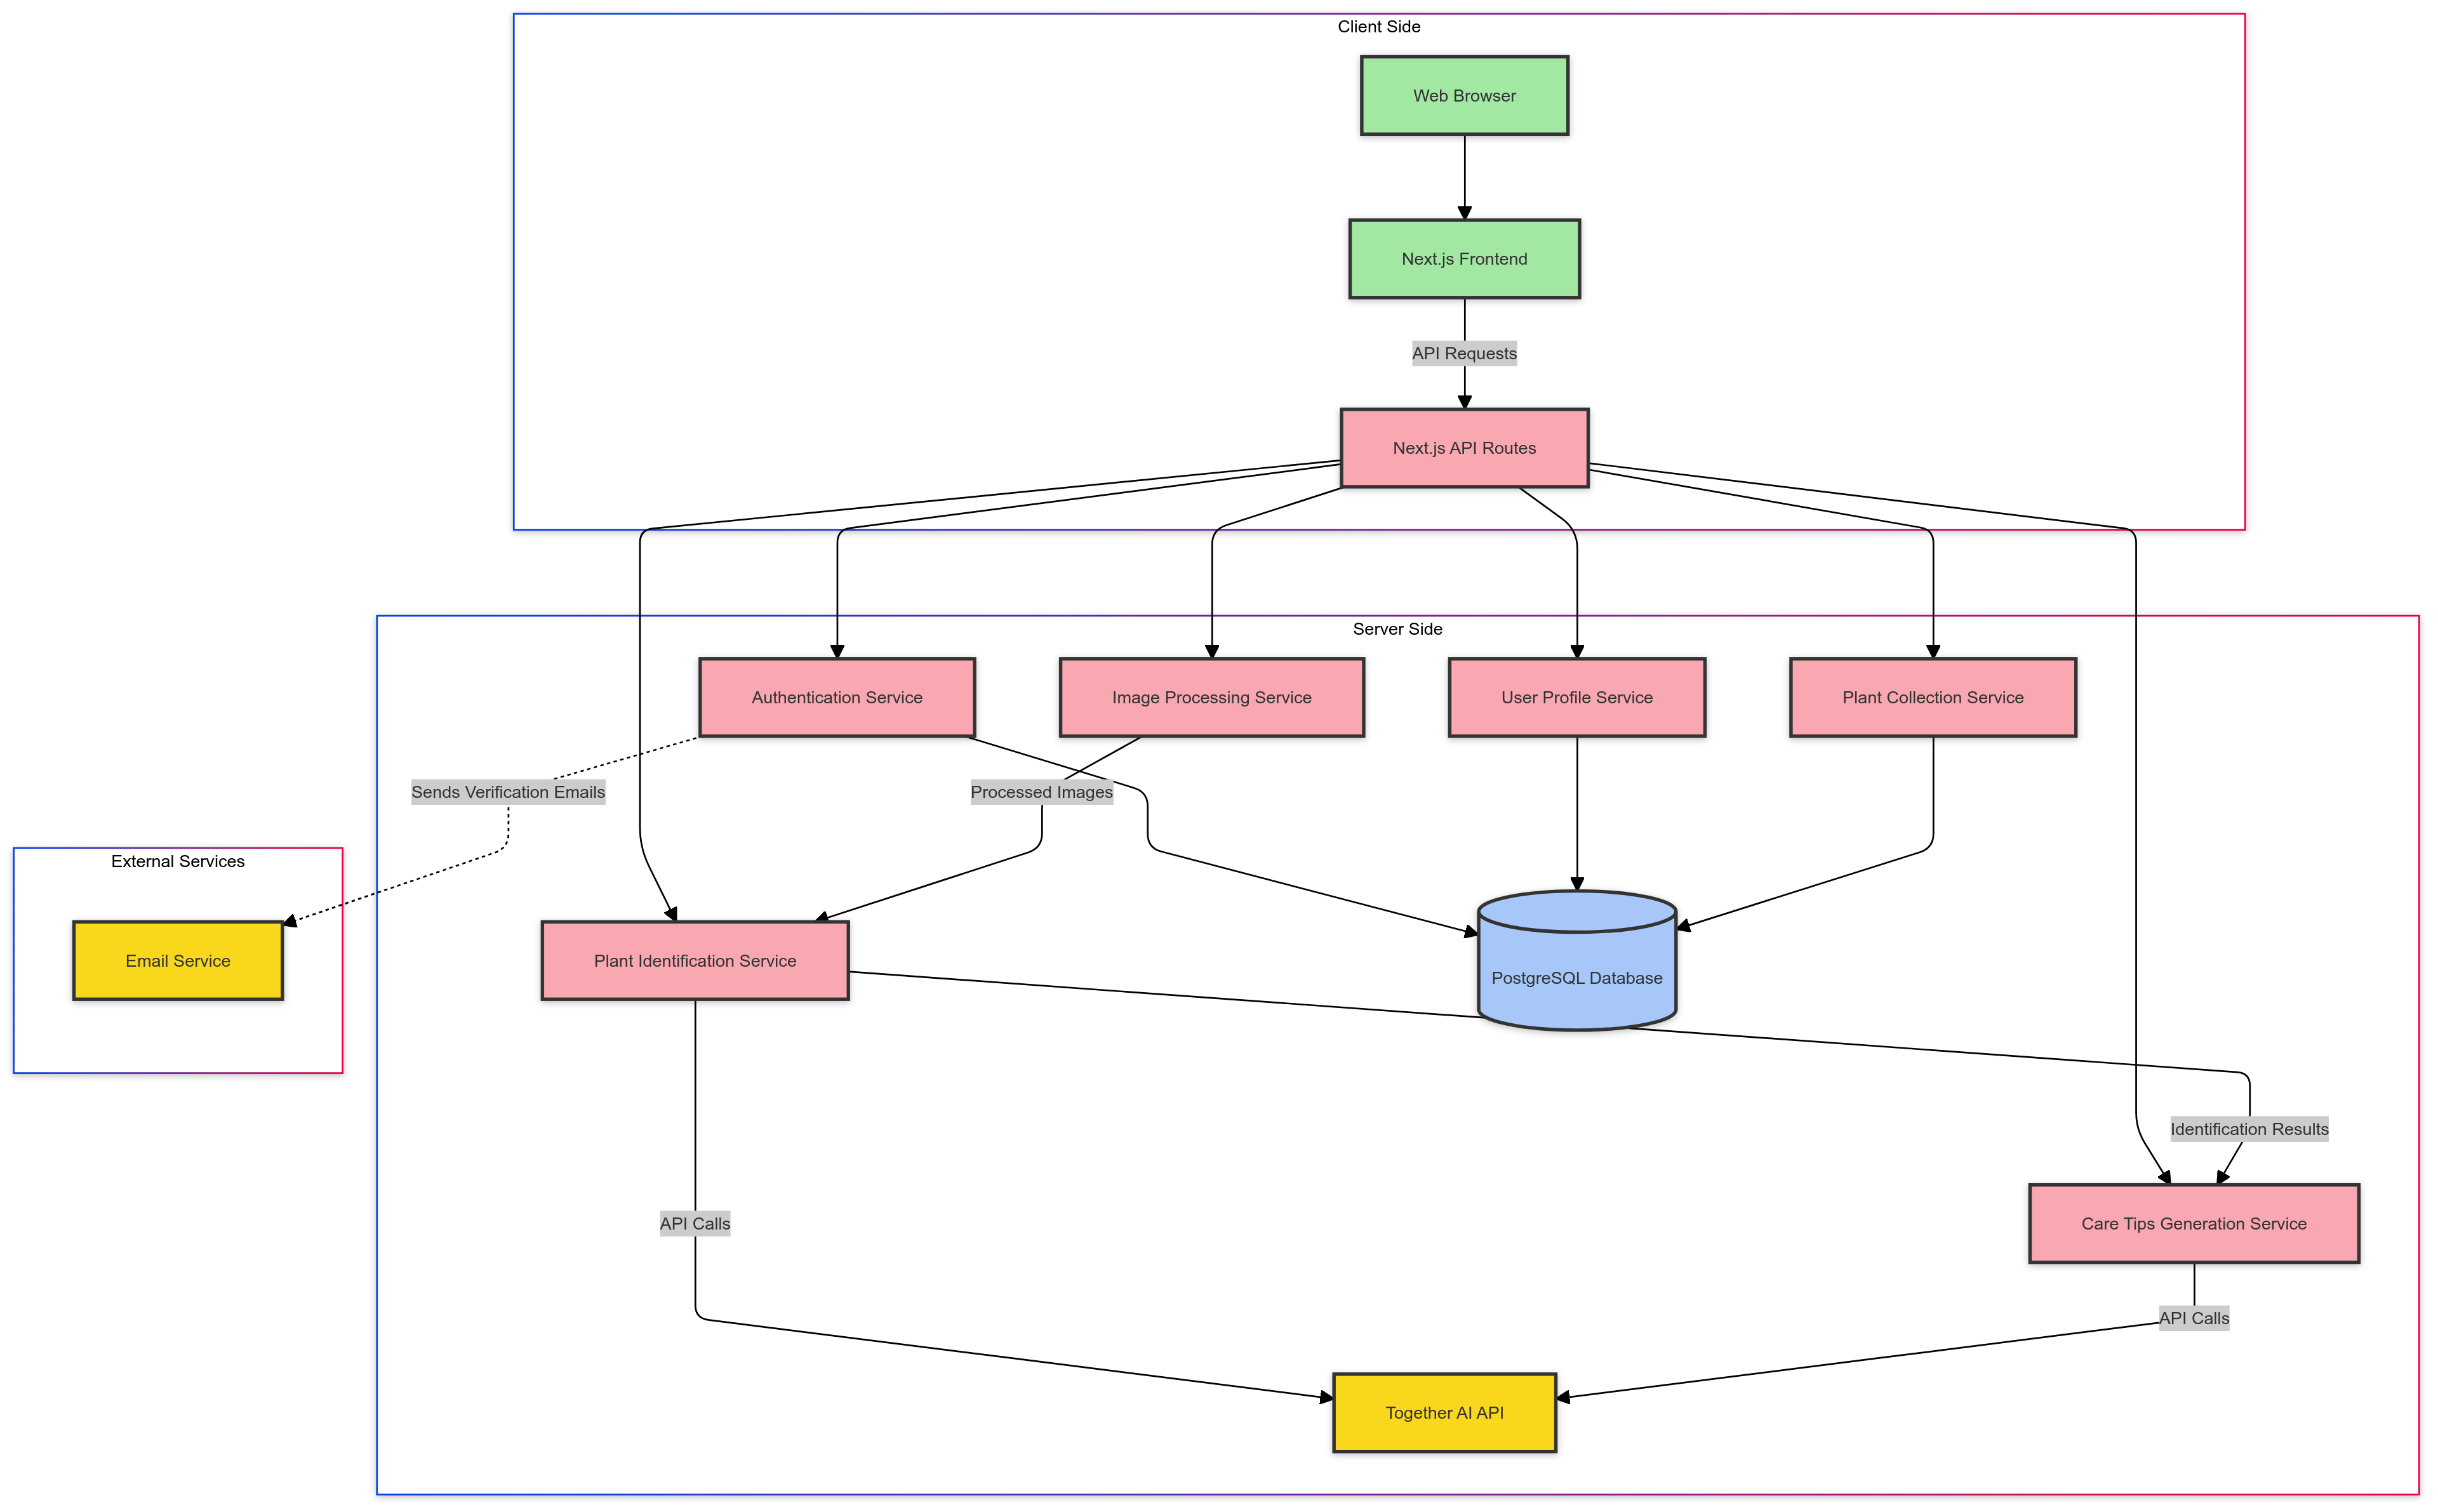 Client Side
Web Browser
Next.js Frontend
API Requests
Next.js API Routes
Server Side
Authentication Service
Image Processing Service
User Profile Service
Plant Collection Service
Sends Verification Emails
Processed Images
External Services
Email Service
Plant Identification Service
PostgreSQL Database
Identification Results
API Calls
Care Tips Generation Service
API Calls
Together AI API